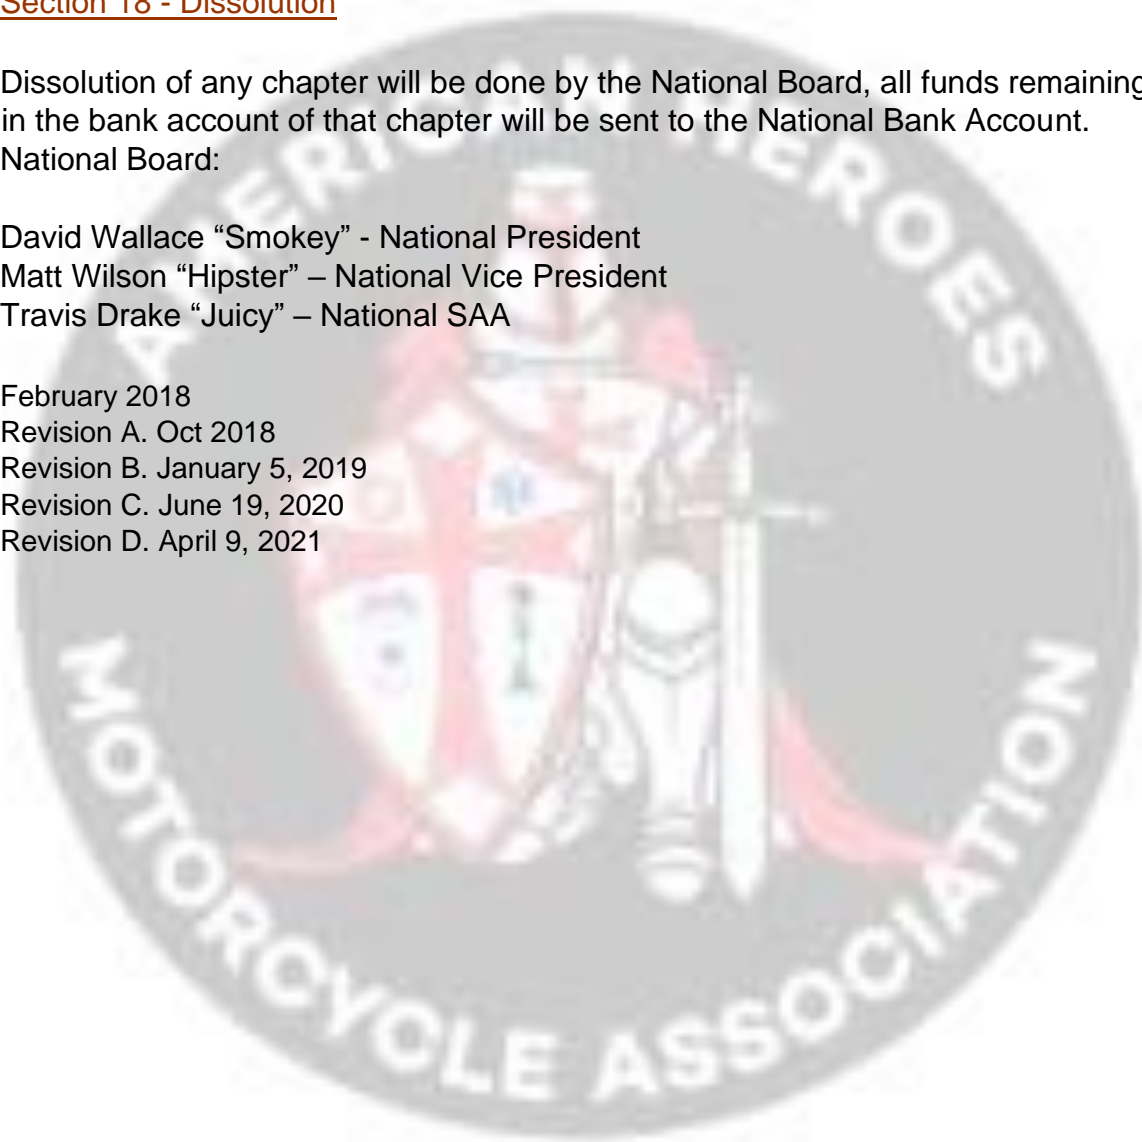 Section 18 - Dissolution
Dissolution of any chapter will be done by the National Board, all funds remaining
in the bank account of that chapter will be sent to the National Bank Account.
National Board:
David Wallace “Smokey” - National President
Matt Wilson “Hipster” – National Vice President
Travis Drake “Juicy” – National SAA
February 2018
Revision A. Oct 2018
Revision B. January 5, 2019
Revision C. June 19, 2020
Revision D. April 9, 2021
AMERICAN HEROES
MOTORCYCLE ASSOCIATION